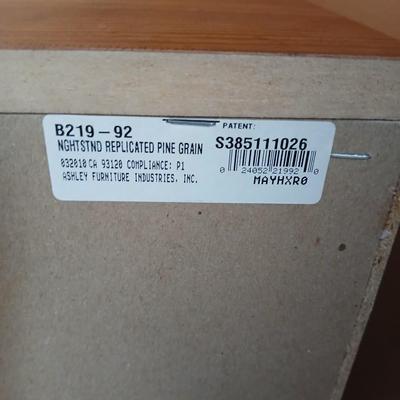 B219-92
PATENT:
NGHTSTND REPLICATED PINE GRAIN
S385111026
032010 CA 93120 COMPLIANCE: P1
ASHLEY FURNITURE INDUSTRIES, INC.
0 24052 21992 0
MAYHXR0